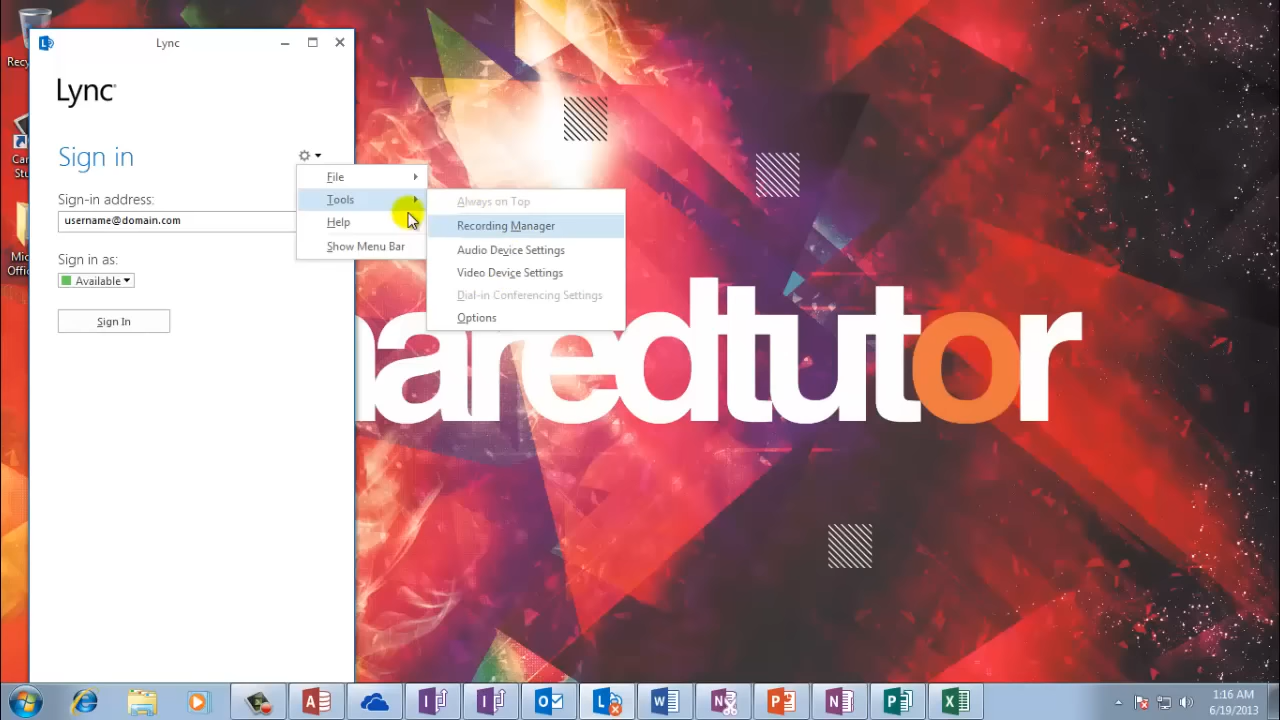 Lync
Lync
Sign in
Sign-in address:
username@domain.com
Sign in as:
Available
Sign In
File
Tools
Help
Show Menu Bar
Always on Top
Recording Manager
Audio Device Settings
Video Device Settings
Dial-in Conferencing Settings
Options
aredtutor
1:16 AM
6/19/2013